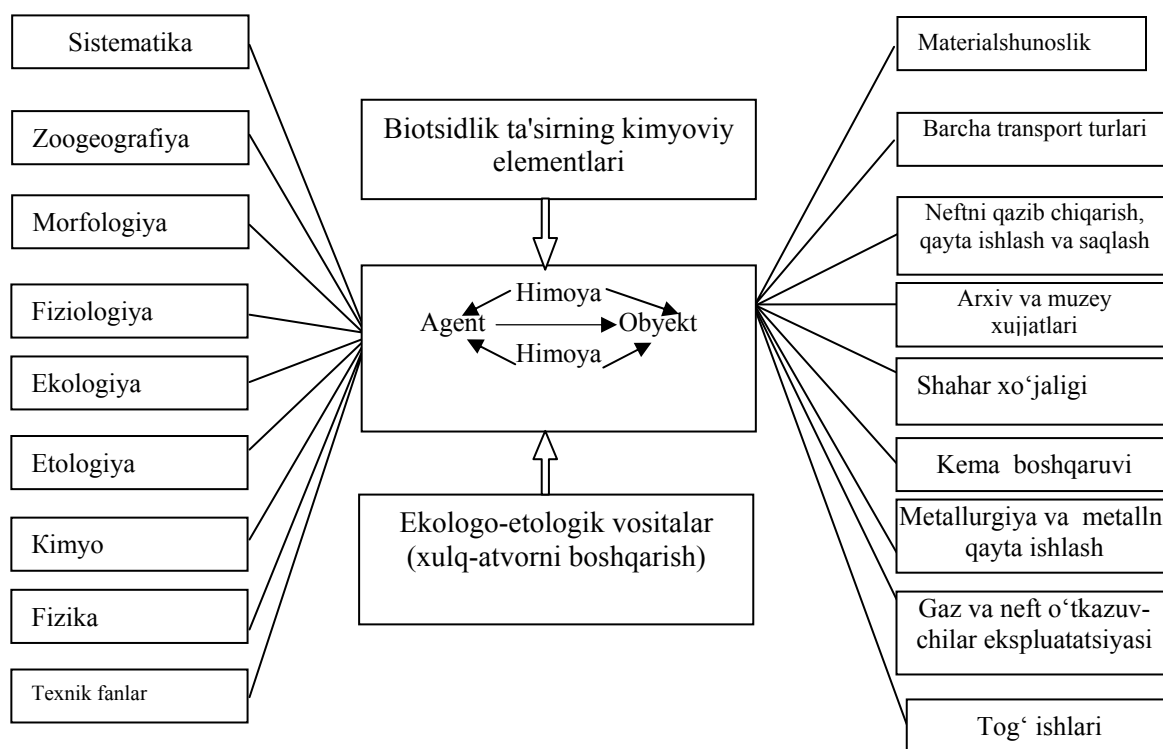 Sistematika
Zoogeografiya
Morfologiya
Fiziologiya
Ekologiya
Etologiya
Kimyo
Fizika
Texnik fanlar
Biotsidlik ta'sirning kimyoviy
elementlari
Himoya
Agent
Obyekt
Himoya
Ekologo-etologik vositalar
(xulq-atvorni boshqarish)
Materialshunoslik
Barcha transport turlari
Neftni qazib chiqarish,
qayta ishlash va saqlash
Arxiv va muzey
xujjatlari
Shahar xo‘jaligi
Kema boshqaruvi
Metallurgiya va metalln
qayta ishlash
Gaz va neft o‘tkazuv-
chilar ekspluatatsiyasi
Tog‘ ishlari